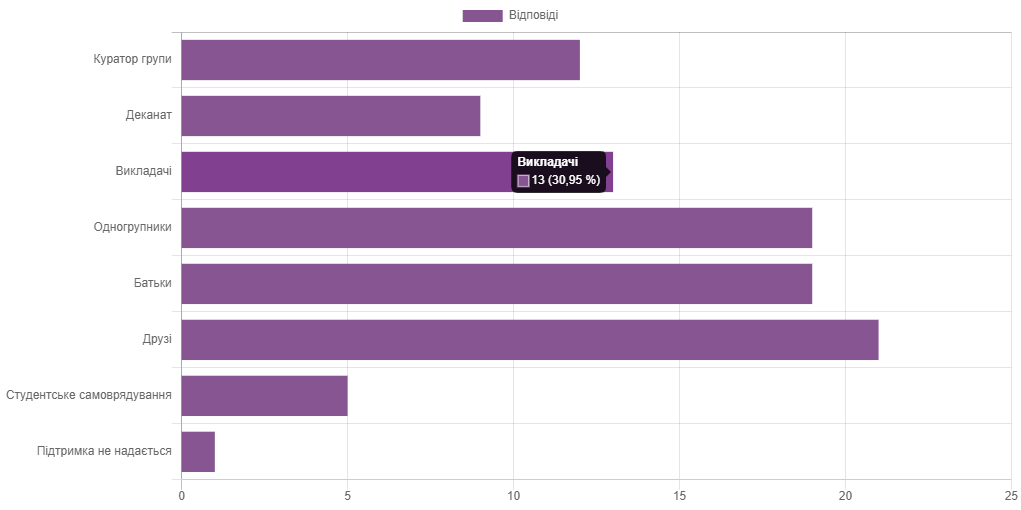 Відповіді
Куратор групи
Деканат
Викладачі
Викладачі
13 (30,95 %)
Одногрупники
Батьки
Друзі
Студентське самоврядування
Підтримка не надається
0 5 10 15 20 25